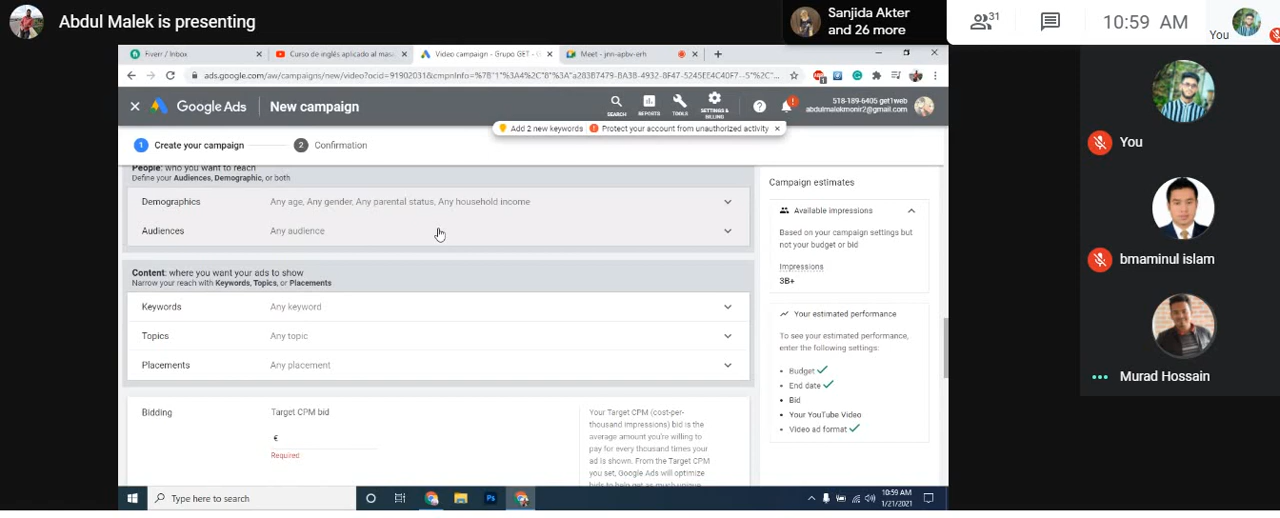 Abdul Malek is presenting
Sanjida Akter
and 26 more
31
10:59 AM
You
Fiverr / Inbox
Curso de inglés aplicado al mas
Video campaign - Grupo GET - G
Meet - jnn-apbv-erh
Google Ads
New campaign
SEARCH
REPORTS
TOOLS
SETTINGS &
BILLING
518-189-6405 get1web
abdulmalekmonir2@gmail.com
Add 2 new keywords
Protect your account from unauthorized activity
1 Create your campaign
2 Confirmation
People: who you want to reach
Define your Audiences, Demographic, or both
Demographics Any age, Any gender, Any parental status, Any household income
Audiences Any audience
Content: where you want your ads to show
Narrow your reach with Keywords, Topics, or Placements
Keywords Any keyword
Topics Any topic
Placements Any placement
Bidding
Target CPM bid
€
Required
Your Target CPM (cost-per-
thousand impressions) bid is the
average amount you're willing to
pay for every thousand times your
ad is shown. From the Target CPM
you set, Google Ads will optimize
Campaign estimates
Available impressions
Based on your campaign settings but
not your budget or bid
Impressions
3B+
Your estimated performance
To see your estimated performance,
enter the following settings:
Budget
End date
Bid
Your YouTube Video
Video ad format
You
bmaminul islam
Murad Hossain
Type here to search
Ps
10:59 AM
1/21/2021